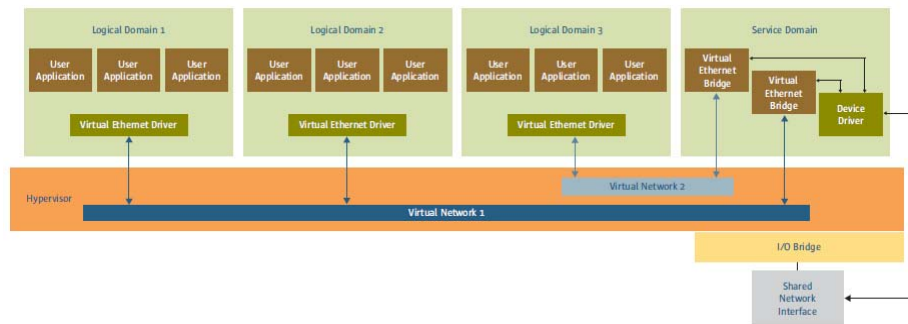 Logical Domain 1
User
Application
User
Application
User
Application
Virtual Ethernet Driver
Logical Domain 2
User
Application
User
Application
User
Application
Virtual Ethernet Driver
Logical Domain 3
User
Application
User
Application
User
Application
Virtual Ethernet Driver
Service Domain
Virtual
Ethernet
Bridge
Virtual
Ethernet
Bridge
Device
Driver
Hypervisor
Virtual Network 2
Virtual Network 1
I/O Bridge
Shared
Network
Interface